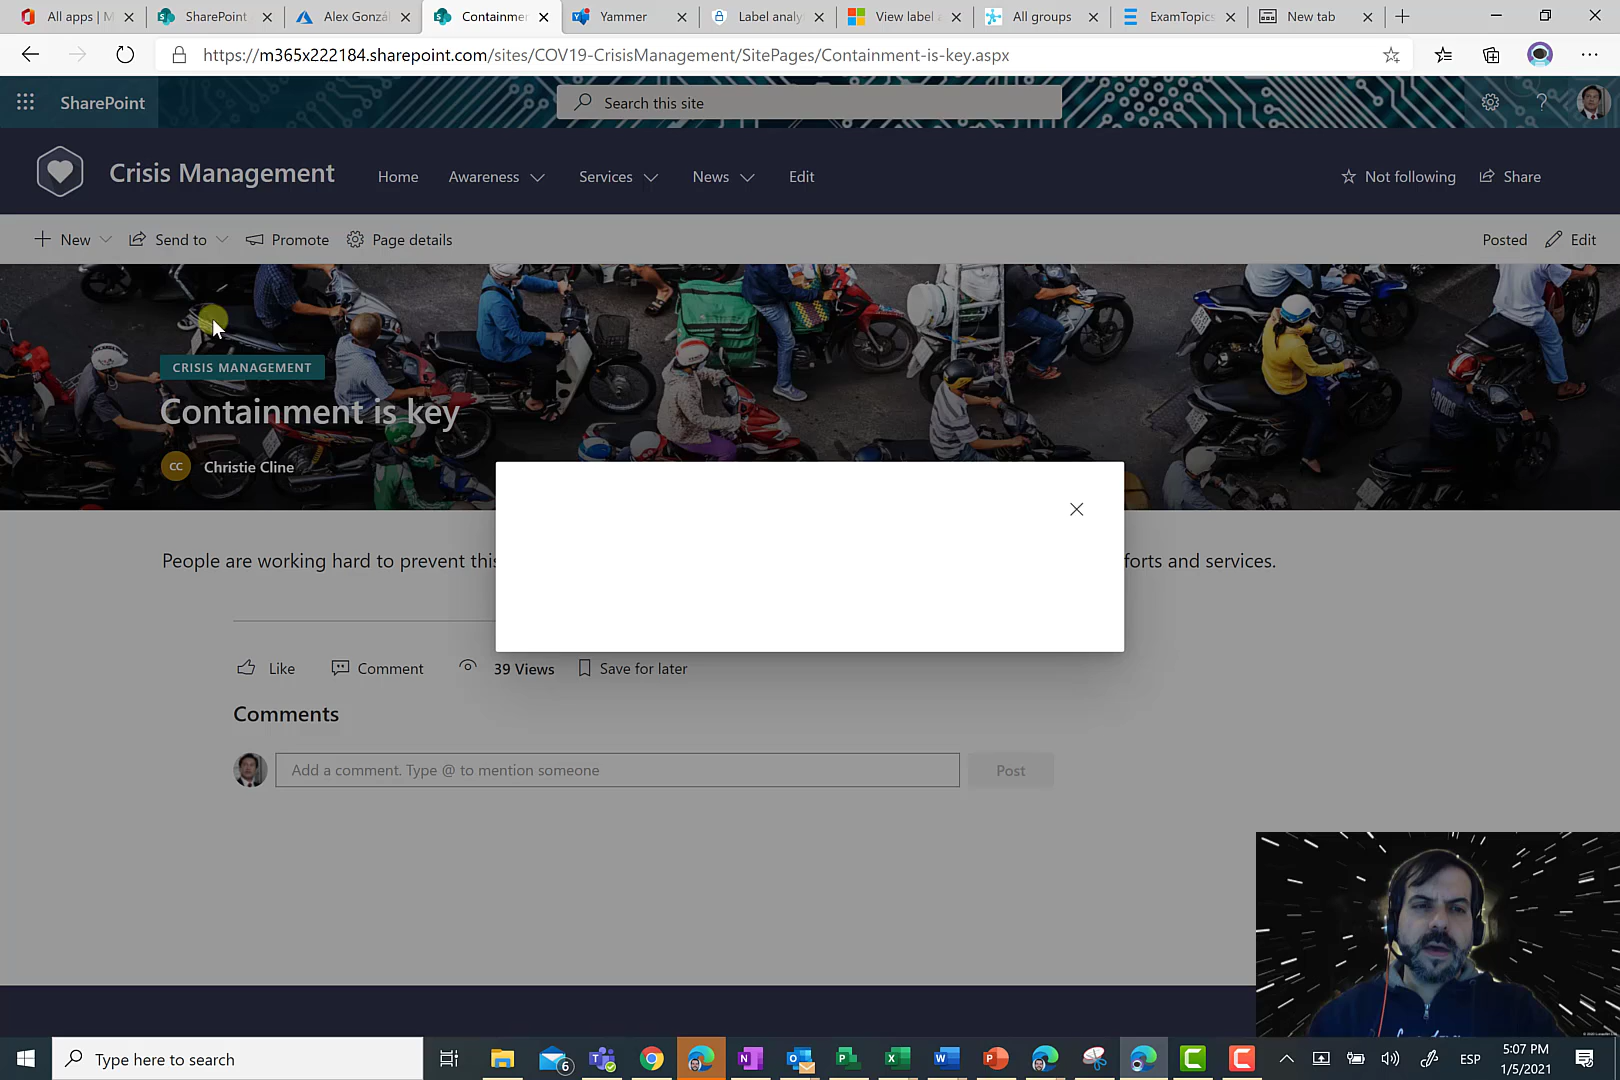 All apps | M
SharePoint
Alex Gonzál
Containmen
Yammer
Label analy
View label a
All groups
ExamTopics
New tab
https://m365x222184.sharepoint.com/sites/COV19-CrisisManagement/SitePages/Containment-is-key.aspx
SharePoint
Search this site
Crisis Management
Home
Awareness
Services
News
Edit
Not following
Share
New
Send to
Promote
Page details
Posted
Edit
CRISIS MANAGEMENT
Containment is key
CC
Christie Cline
People are working hard to prevent this
forts and services.
Like
Comment
39 Views
Save for later
Comments
Add a comment. Type @ to mention someone
Post
Type here to search
6
ESP
5:07 PM
1/5/2021